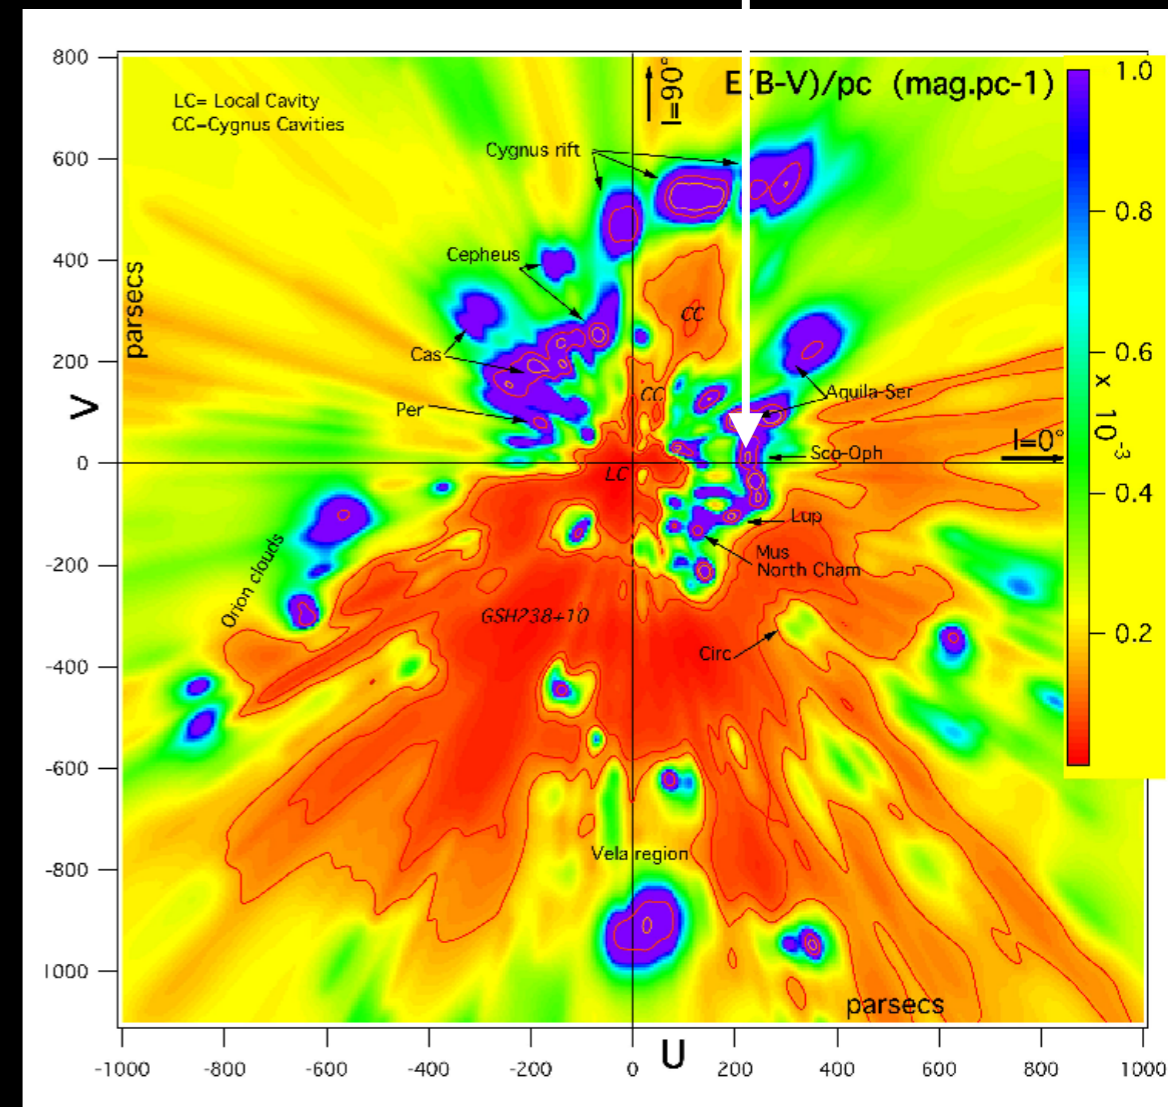 E(B-V)/pc (mag.pc-1)
LC= Local Cavity
CC=Cygnus Cavities
l=90°
Cygnus rift
Cepheus
Cas
Per
CC
CC
LC
Aquila-Ser
l=0°
Sco-Oph
Lup
Mus
North Cham
Orion clouds
GSH238+10
Circ
Vela region
parsecs
parsecs
V
U
800
600
400
200
0
-200
-400
-600
-800
1000
-1000
-800
-600
-400
-200
0
200
400
600
800
1000
1.0
0.8
0.6
0.4
0.2
x 10-3